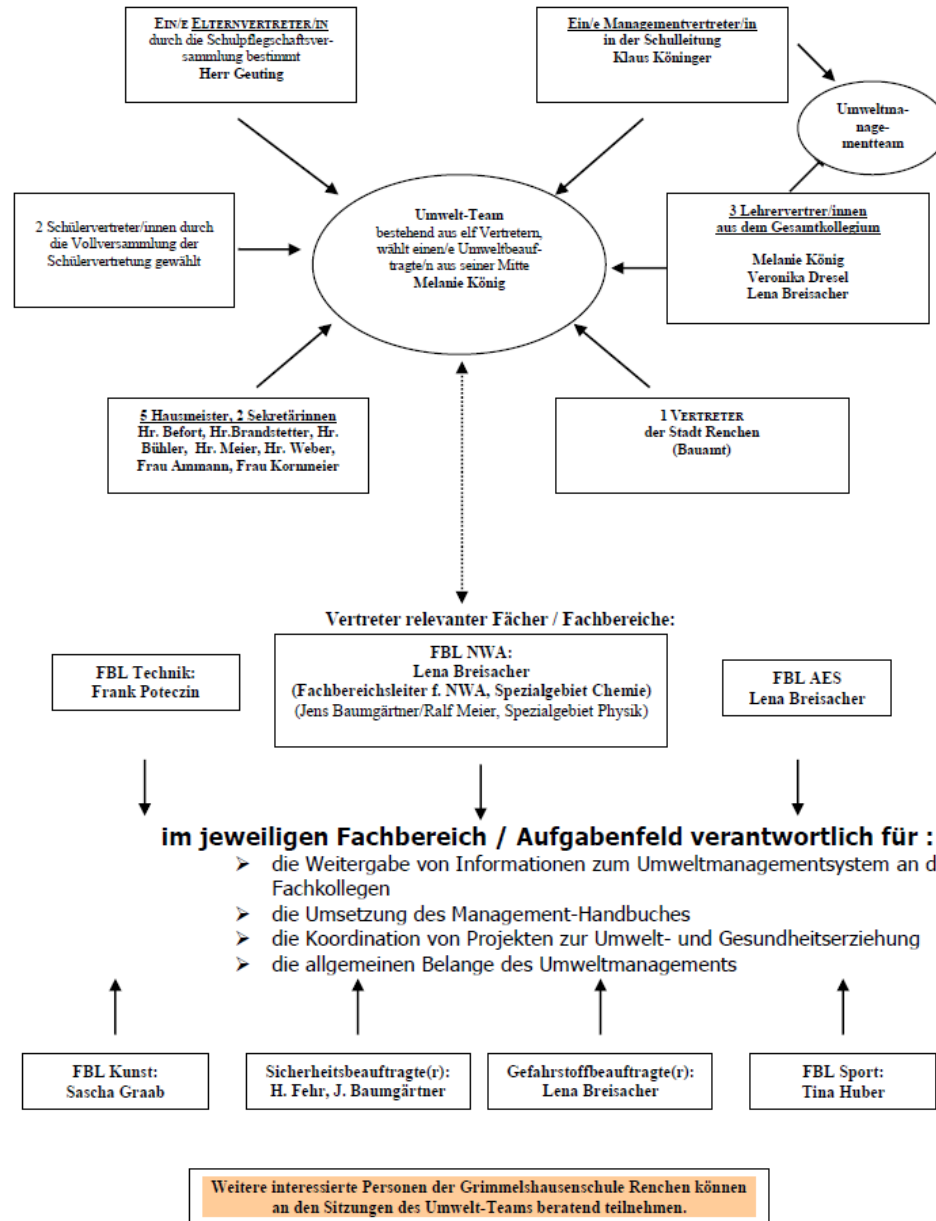 EIN/E ELTERNVERTRETER/IN
durch die Schulpflegschaftsver-
sammlung bestimmt
Herr Geuting
Ein/e Managementvertreter/in
in der Schulleitung
Klaus Köninger
Umweltma-
nage-
mentteam
2 Schülervertreter/innen durch
die Vollversammlung der
Schülervertretung gewählt
Umwelt-Team
bestehend aus elf Vertretern,
wählt einen/e Umweltbeauf-
tragte/n aus seiner Mitte
Melanie König
3 Lehrervertrer/innen
aus dem Gesamtkollegium
Melanie König
Veronika Dresel
Lena Breisacher
5 Hausmeister, 2 Sekretärinnen
Hr. Befort, Hr.Brandstetter, Hr.
Bühler, Hr. Meier, Hr. Weber,
Frau Ammann, Frau Kornmeier
1 VERTRETER
der Stadt Renchen
(Bauamt)
Vertreter relevanter Fächer / Fachbereiche:
FBL Technik:
Frank Poteczin
FBL NWA:
Lena Breisacher
(Fachbereichsleiter f. NWA, Spezialgebiet Chemie)
(Jens Baumgärtner/Ralf Meier, Spezialgebiet Physik)
FBL AES
Lena Breisacher
im jeweiligen Fachbereich / Aufgabenfeld verantwortlich für :
➢ die Weitergabe von Informationen zum Umweltmanagementsystem an d
Fachkollegen
➢ die Umsetzung des Management-Handbuches
➢ die Koordination von Projekten zur Umwelt- und Gesundheitserziehung
➢ die allgemeinen Belange des Umweltmanagements
FBL Kunst:
Sascha Graab
Sicherheitsbeauftragte(r):
H. Fehr, J. Baumgärtner
Gefahrstoffbeauftragte(r):
Lena Breisacher
FBL Sport:
Tina Huber
Weitere interessierte Personen der Grimmelshausenschule Renchen können
an den Sitzungen des Umwelt-Teams beratend teilnehmen.